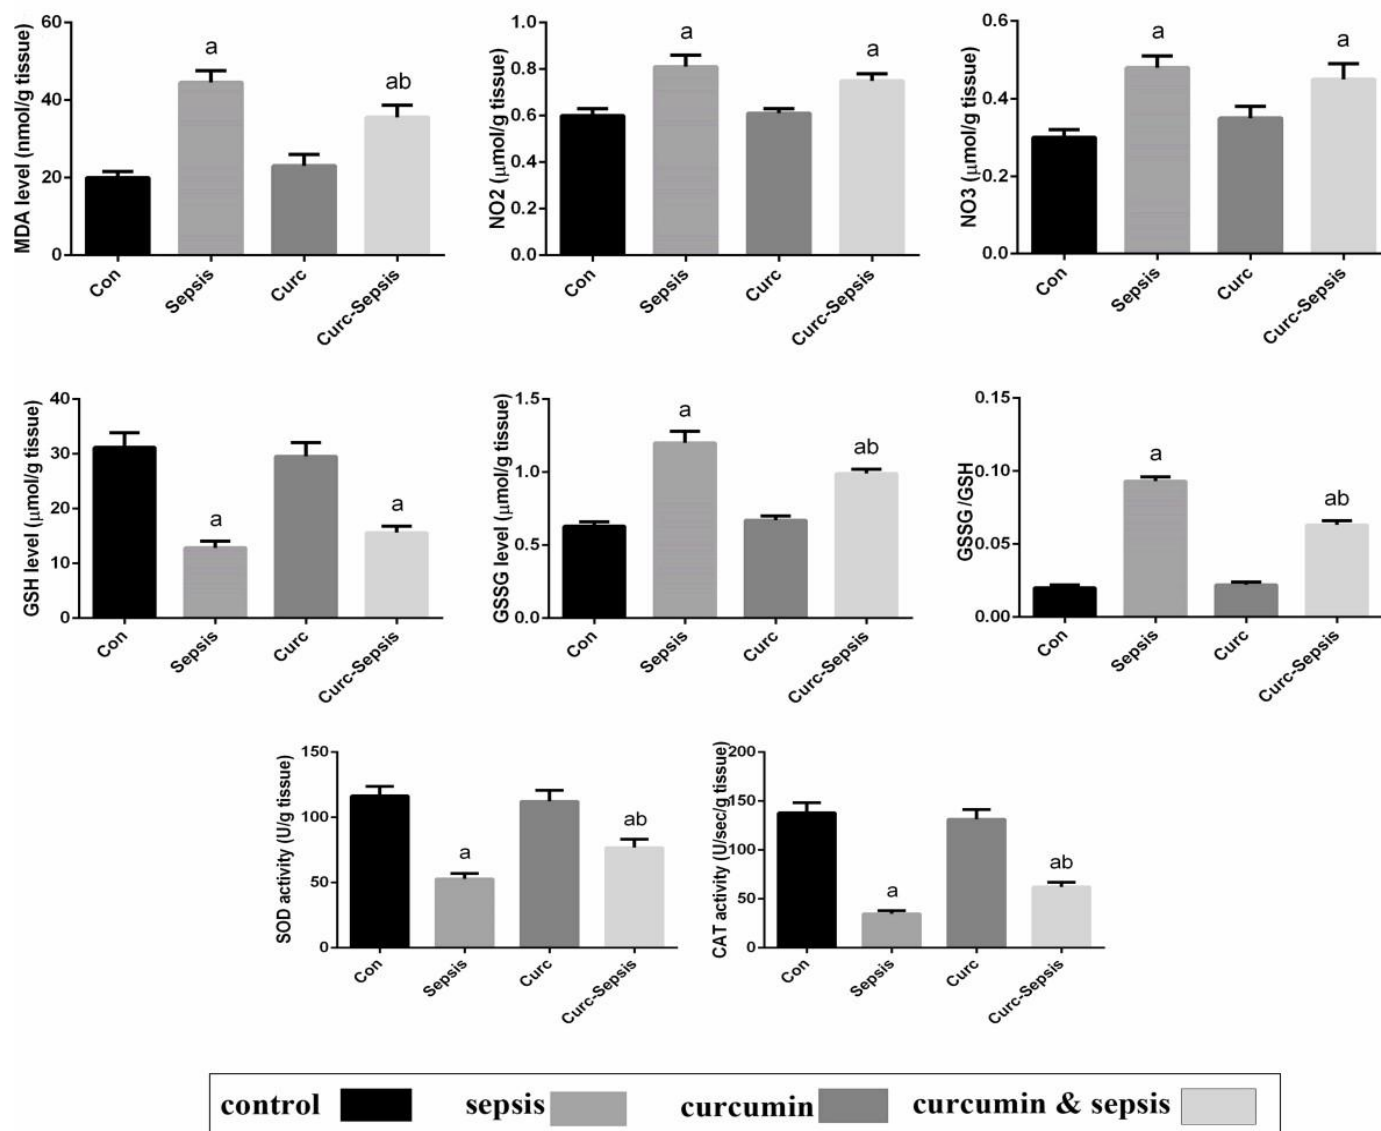 MDA level (nmol/g tissue)
60
40
20
0
a
ab
Con
Sepsis
Curc
Curc-Sepsis
NO2 (μmol/g tissue)
1.0
0.8
0.6
0.4
0.2
0.0
a
a
Con
Sepsis
Curc
Curc-Sepsis
NO3 (μmol/g tissue)
0.6
0.4
0.2
0.0
a
a
Con
Sepsis
Curc
Curc-Sepsis
GSH level (μmol/g tissue)
40
30
20
10
0
a
a
Con
Sepsis
Curc
Curc-Sepsis
GSSG level (μmol/g tissue)
1.5
1.0
0.5
0.0
a
ab
Con
Sepsis
Curc
Curc-Sepsis
GSSG/GSH
0.15
0.10
0.05
0.00
a
ab
Con
Sepsis
Curc
Curc-Sepsis
SOD activity (U/g tissue)
150
100
50
0
a
ab
Con
Sepsis
Curc
Curc-Sepsis
CAT activity (U/sec/g tissue)
200
150
100
50
0
a
ab
Con
Sepsis
Curc
Curc-Sepsis
control sepsis curcumin curcumin & sepsis